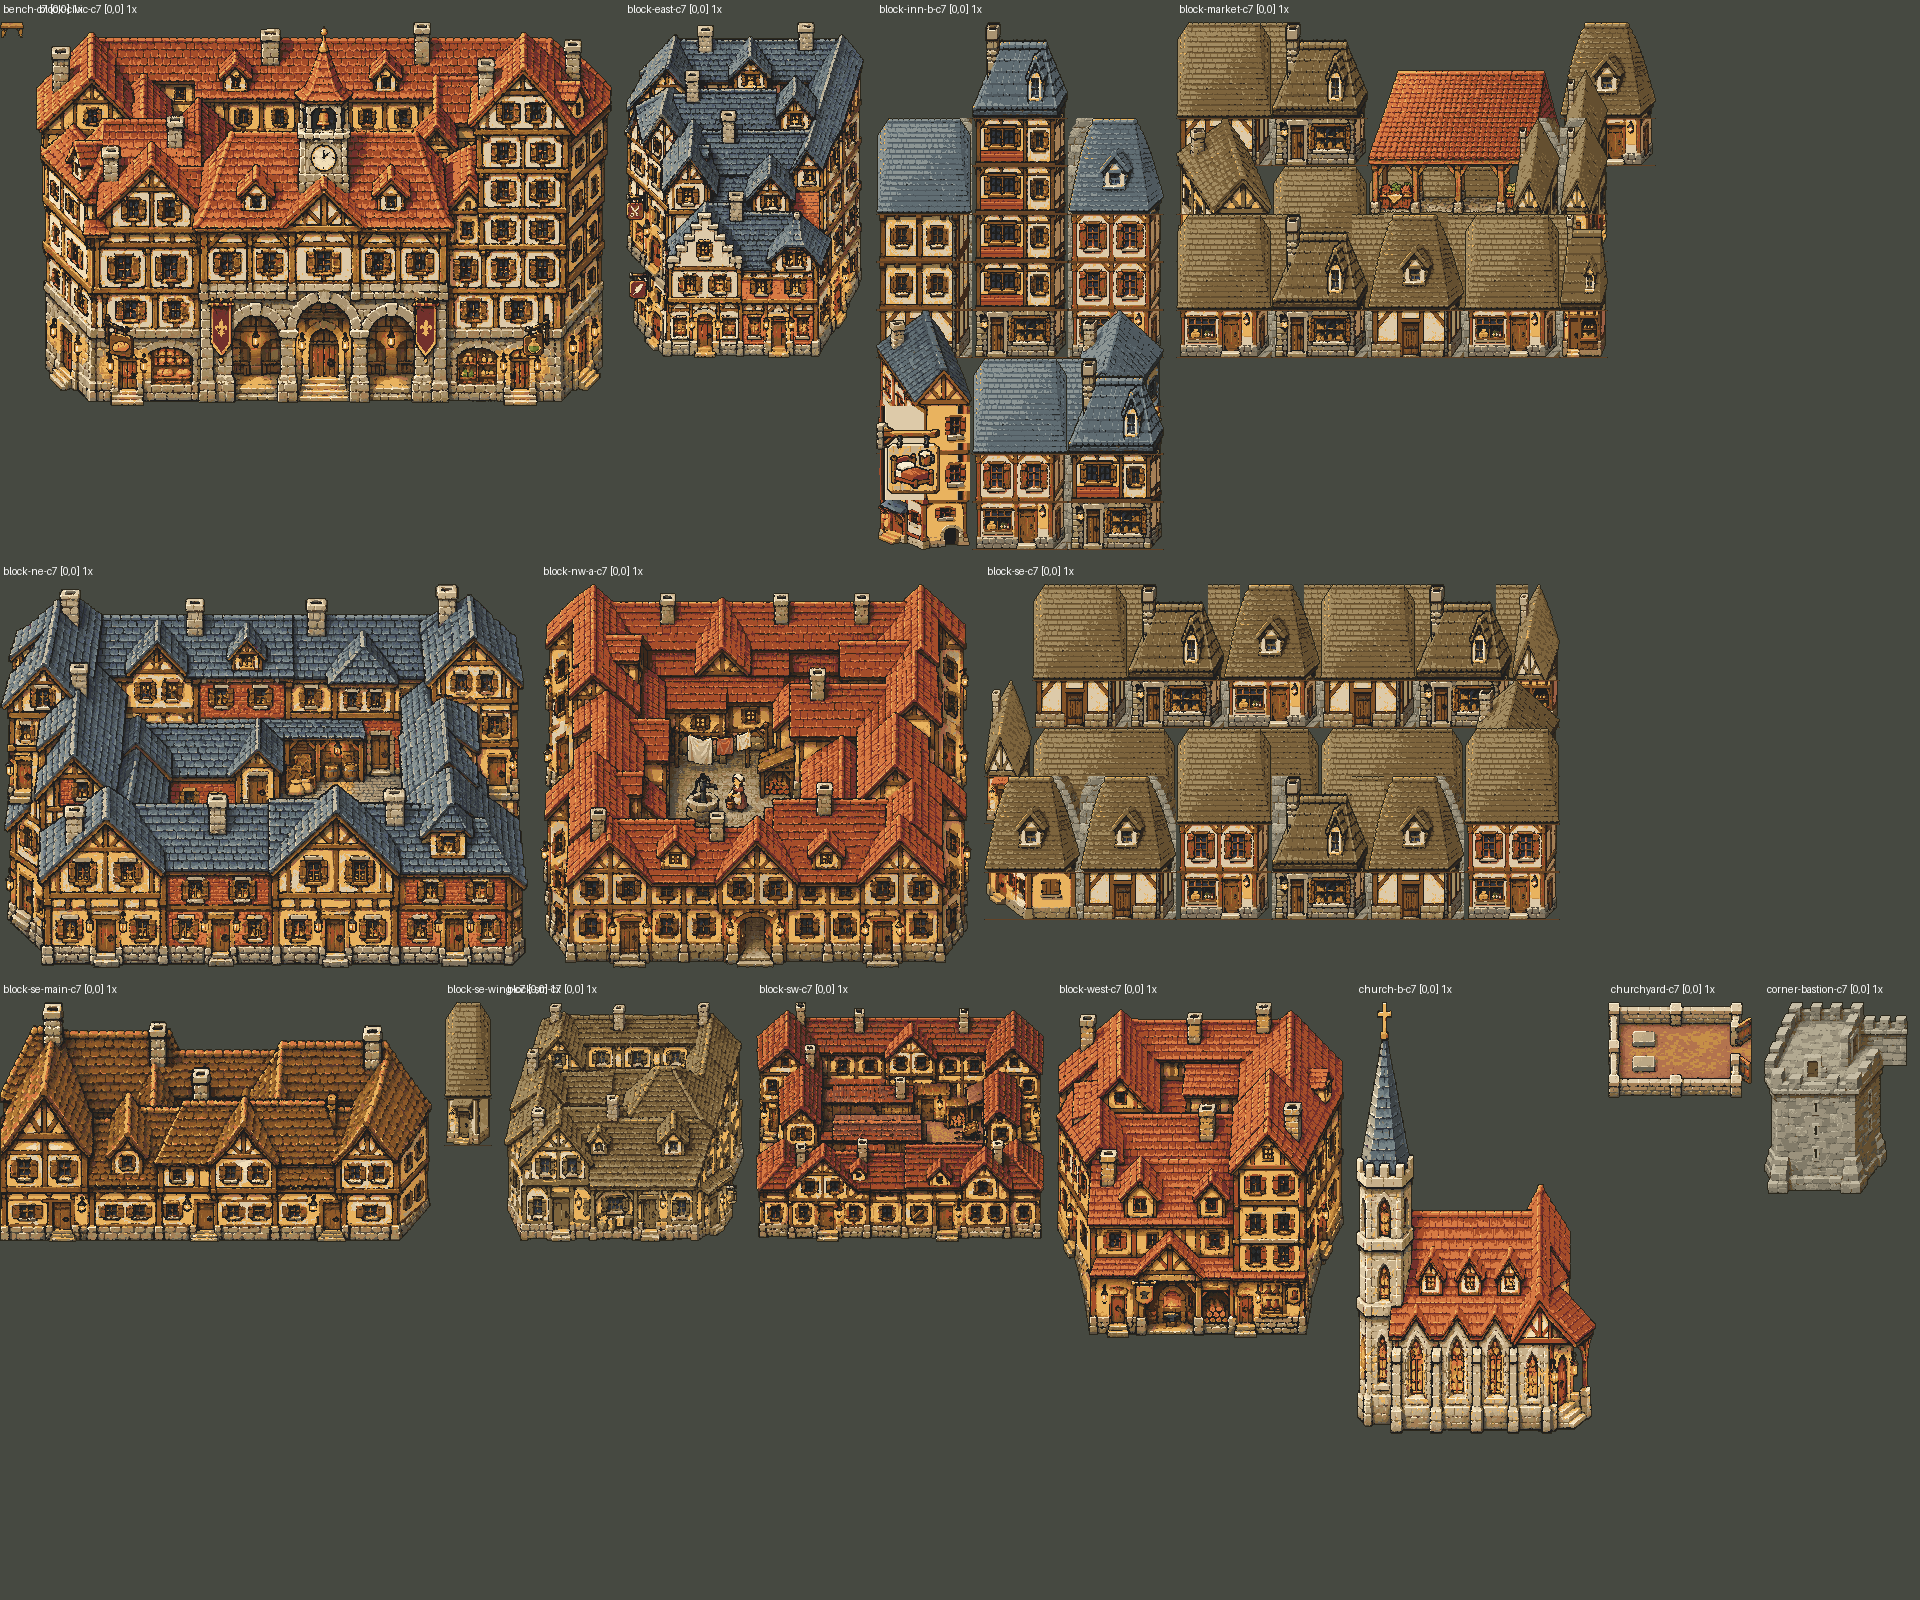 block-east-c7 [0,0] 1x
block-inn-b-c7 [0,0] 1x
block-market-c7 [0,0] 1x
block-ne-c7 [0,0] 1x
block-nw-a-c7 [0,0] 1x
block-se-c7 [0,0] 1x
block-se-main-c7 [0,0] 1x
block-sw-c7 [0,0] 1x
block-west-c7 [0,0] 1x
church-b-c7 [0,0] 1x
churchyard-c7 [0,0] 1x
corner-bastion-c7 [0,0] 1x